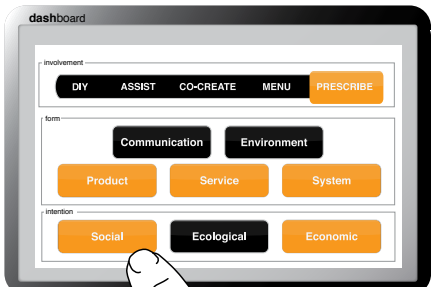 dashboard
involvement
DIY ASSIST CO-CREATE MENU PRESCRIBE
form
Communication Environment
Product Service System
intention
Social Ecological Economic